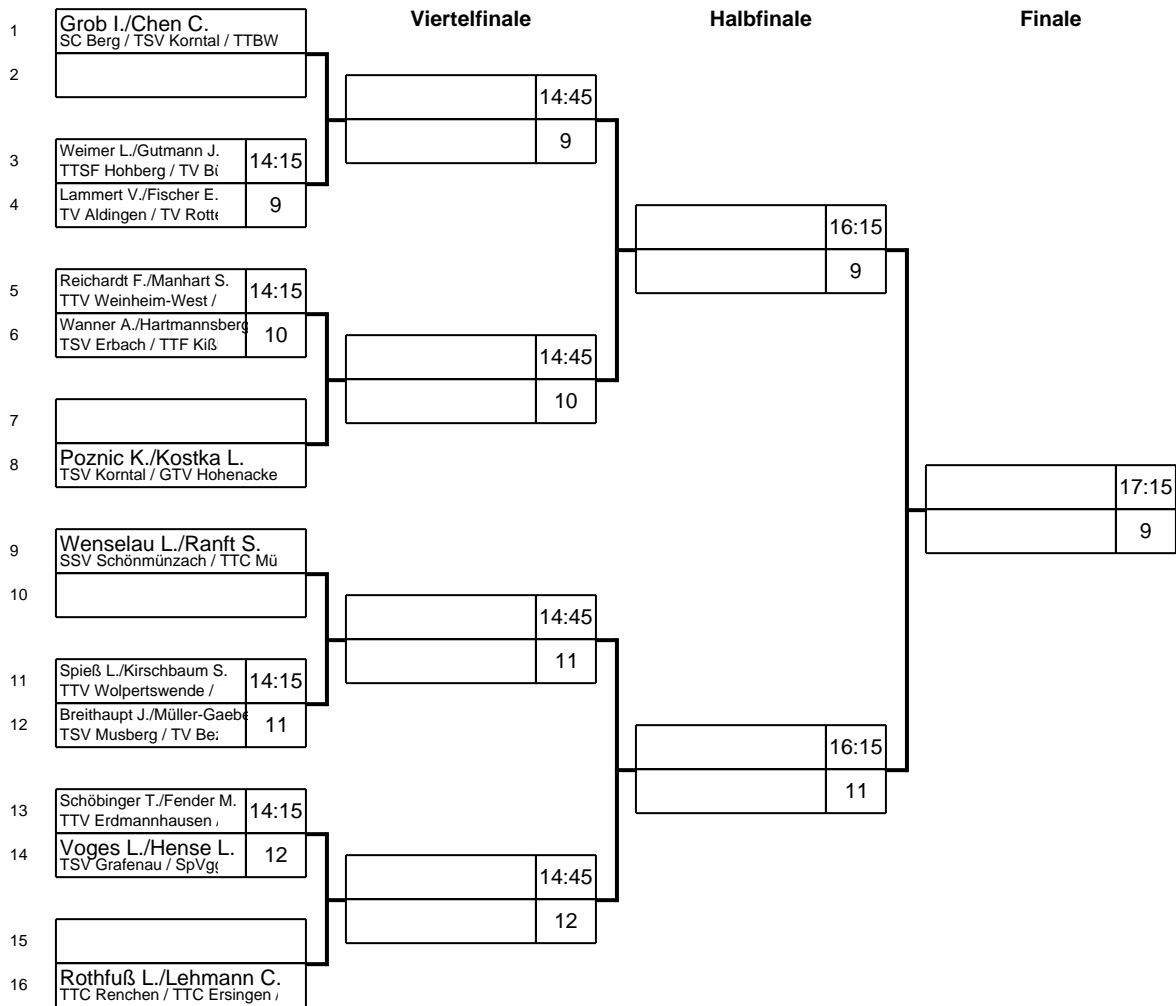 Viertelfinale Halbfinale Finale
1 Grob I./Chen C.
SC Berg / TSV Korntal / TTBW
2
14:45
9
3 Weimer L./Gutmann J. 14:15
TTSF Hohberg / TV
4 Lammert V./Fischer E. 9
TV Aldingen / TV
16:15
9
5 Reichardt F./Manhart S. 14:15
TTV Weinheim-West /
6 Wanner A./Hartmannsberg 10
TSV Erbach / TTF Kiß
14:45
10
7
8 Poznic K./Kostka L.
TSV Korntal / GTV Hohenacke
17:15
9
9 Wenselau L./Ranft S.
SSV Schönmünzach / TTC Mü
10
14:45
11
11 Spieß L./Kirschbaum S. 14:15
TTV Wolpertswende /
12 Breithaupt J./Müller-Gaebe 11
TSV Musberg / TV
16:15
11
13 Schöbinger T./Fender M. 14:15
TTV Erdmannhausen /
14 Voges L./Hense L. 12
TSV Grafenau /
14:45
12
15
16 Rothfuß L./Lehmann C.
TTC Renchen / TTC Ersingen /